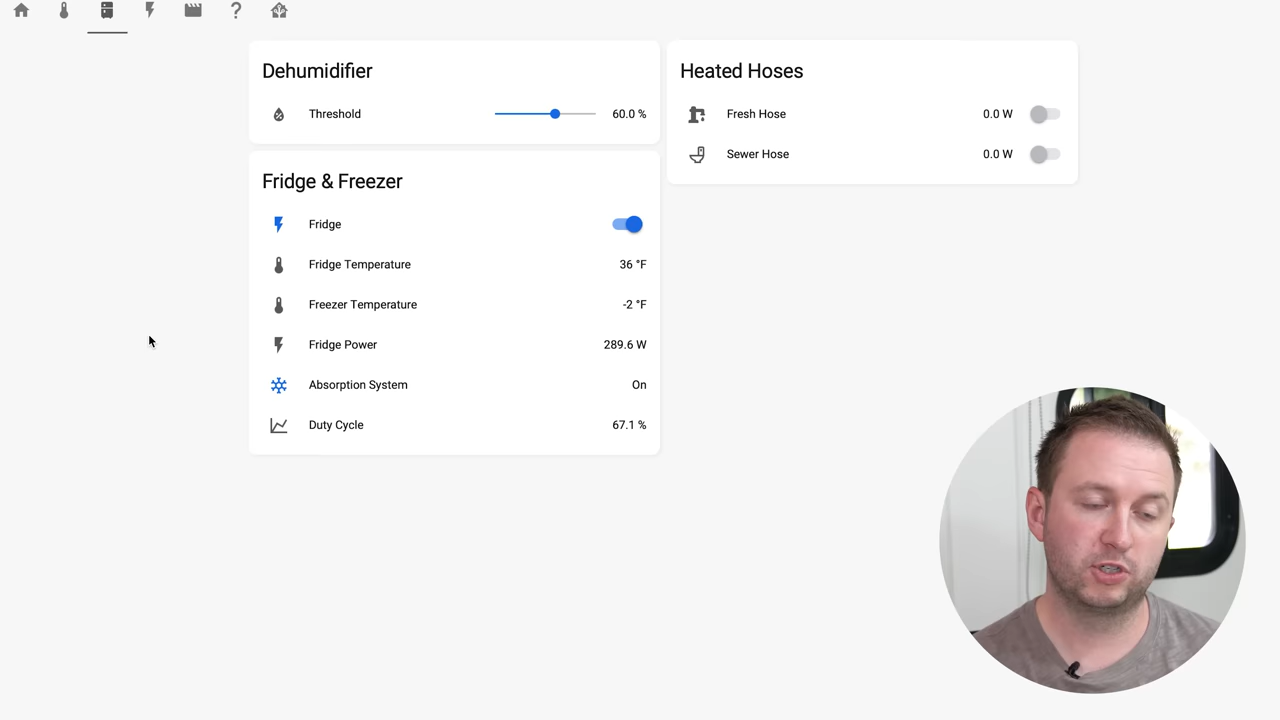 Dehumidifier
Threshold 60.0 %
Fridge & Freezer
Fridge
Fridge Temperature 36 °F
Freezer Temperature -2 °F
Fridge Power 289.6 W
Absorption System On
Duty Cycle 67.1 %
Heated Hoses
Fresh Hose 0.0 W
Sewer Hose 0.0 W